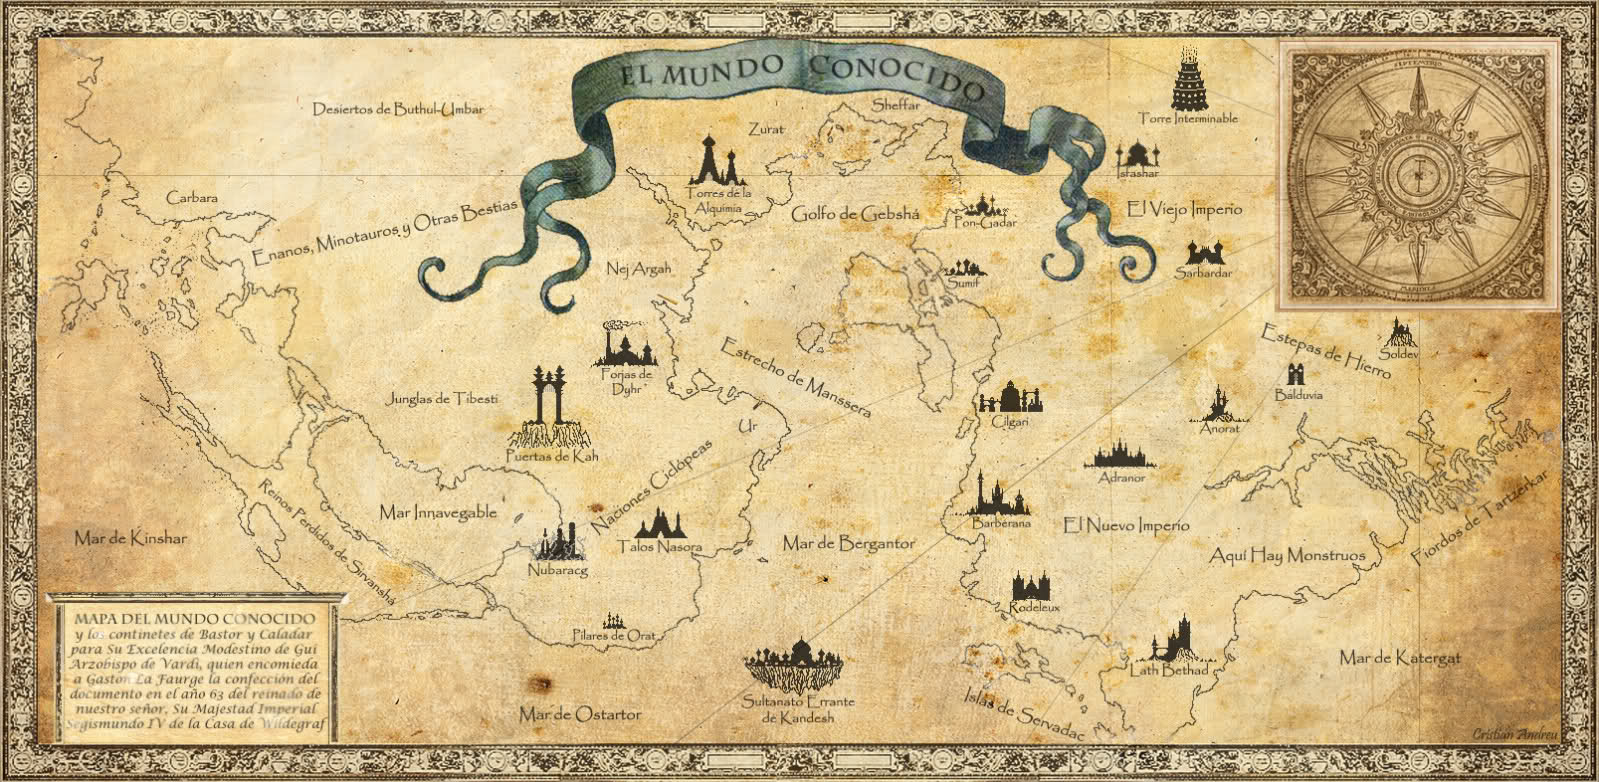 EL MUNDO CONOCIDO
SEPTEMTRIO
Sheffar
Desiertos de Buthul-Umbar
Zurat
Torre Interminable
Israshar
Carbara
Torres de la
Alquimia
Golfo de Gebshá
Pon-Gadar
El Viejo Imperio
Enanos, Minotauros y Otras Bestias
Nej Argah
Sumif
Sarbardar
Estrecho de Manssera
Forjas de
Dyhr
Estepas de Hierro
Soldev
Balduvia
Junglas de Tibesti
Ur
Cilgari
Anorat
Puertas de Kah
Naciones Ciclópeas
Adranor
Reinos Perdidos de Sirvanshá
Mar Innavegable
Barberana
El Nuevo Imperio
Fiordos de Tartzerkar
Mar de Kinshar
Talos Nasora
Mar de Bergantor
Aquí Hay Monstruos
Nubaracg
Rodeleux
Pilares de Orat
Lath Bethad
Mar de Katergat
Sultanato Errante
de Kandesh
Islas de Servadac
Mar de Ostartor
MAPA DEL MUNDO CONOCIDO
y los continetes de Bastor y Caladar
para Su Excelencia Modestino de Gui
Arzobispo de Vardi, quien encomieda
a Gaston La Faurge la confección del
documento en el año 63 del reinado de
nuestro señor, Su Majestad Imperial
Segismundo IV de la Casa de Wildegraf
Cristian Andreu